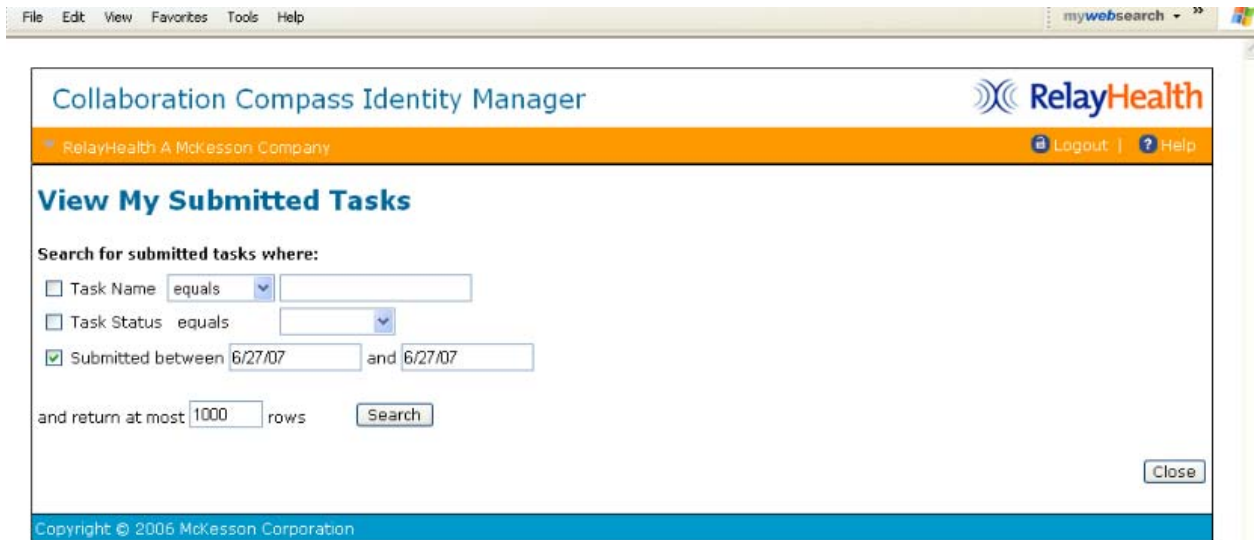 File Edit View Favorites Tools Help
mywebsearch »
Collaboration Compass Identity Manager
RelayHealth
RelayHealth A McKesson Company
Logout | Help
View My Submitted Tasks
Search for submitted tasks where:
Task Name equals
Task Status equals
Submitted between 6/27/07 and 6/27/07
and return at most 1000 rows Search
Close
Copyright © 2006 McKesson Corporation